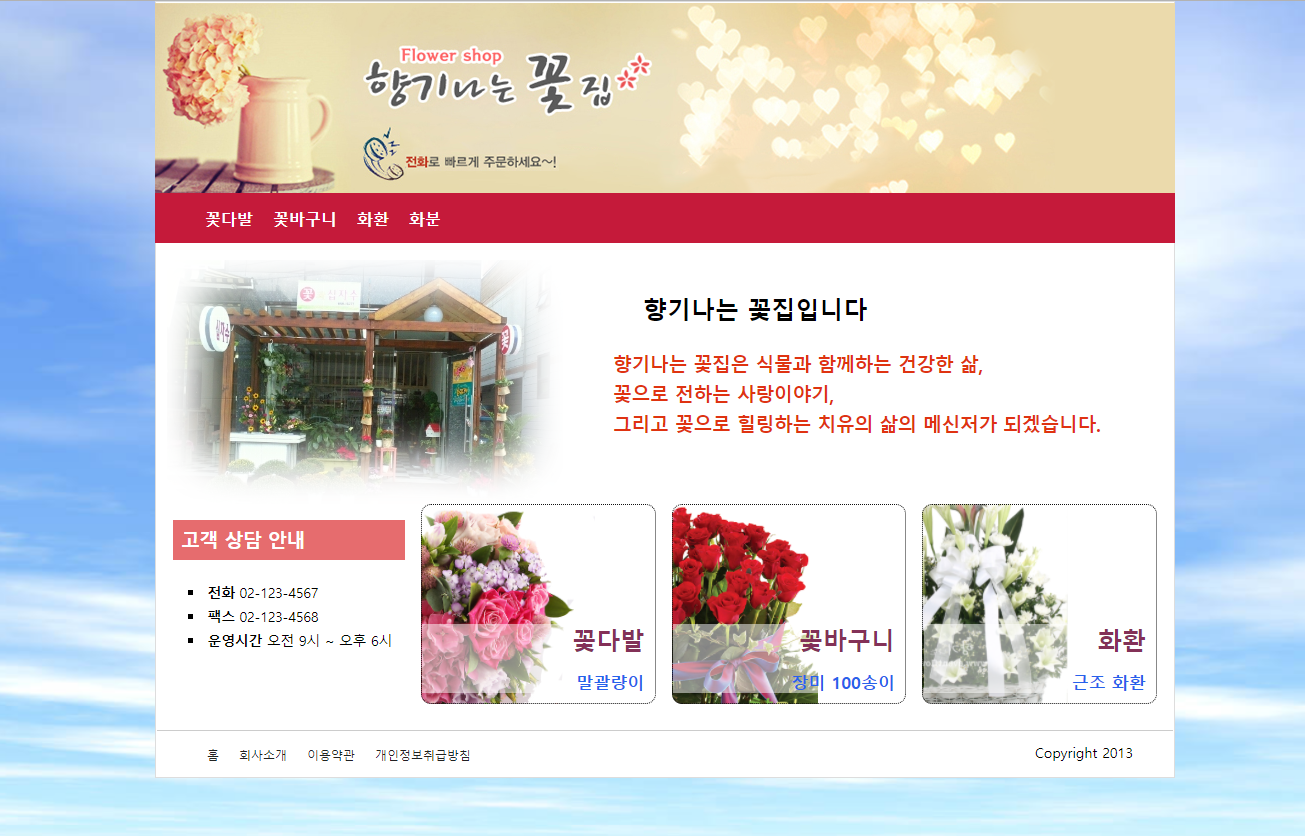 Flower shop
향기나는 꽃집
전화로 빠르게 주문하세요~!
꽃다발 꽃바구니 화환 화분
꽃
향기나는 꽃집입니다
향기나는 꽃집은 식물과 함께하는 건강한 삶,
꽃으로 전하는 사랑이야기,
그리고 꽃으로 힐링하는 치유의 삶의 메신저가 되겠습니다.
고객 상담 안내
전화 02-123-4567
팩스 02-123-4568
운영시간 오전 9시 ~ 오후 6시
꽃다발
말괄량이
꽃바구니
장미 100송이
화환
근조 화환
홈 회사소개 이용약관 개인정보취급방침
Copyright 2013